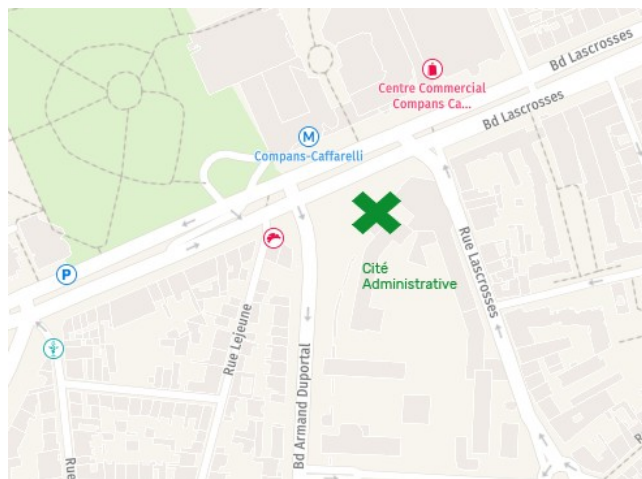 Bd Lascrosses
Centre Commercial
Compans Ca...
Bd Lascrosses
M
Compans-Caffarelli
Cité
Administrative
Rue Lascrosses
P
Rue Lejeune
Bd Armand Duportal
Rue